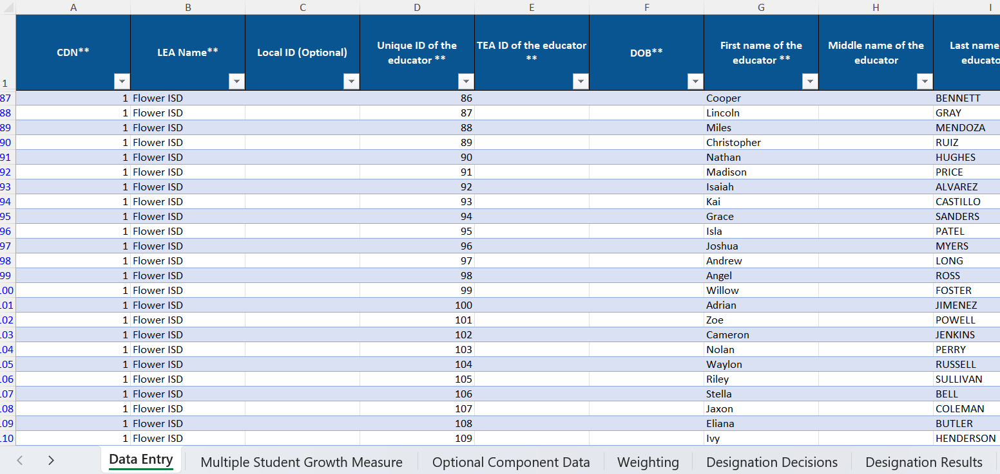 A B C D E F G H I
1 CDN** LEA Name** Local ID (Optional) Unique ID of the educator ** TEA ID of the educator ** DOB** First name of the educator ** Middle name of the educator Last name educato
87 1 Flower ISD 86 Cooper BENNETT
88 1 Flower ISD 87 Lincoln GRAY
89 1 Flower ISD 88 Miles MENDOZA
90 1 Flower ISD 89 Christopher RUIZ
91 1 Flower ISD 90 Nathan HUGHES
92 1 Flower ISD 91 Madison PRICE
93 1 Flower ISD 92 Isaiah ALVAREZ
94 1 Flower ISD 93 Kai CASTILLO
95 1 Flower ISD 94 Grace SANDERS
96 1 Flower ISD 95 Isla PATEL
97 1 Flower ISD 96 Joshua MYERS
98 1 Flower ISD 97 Andrew LONG
99 1 Flower ISD 98 Angel ROSS
00 1 Flower ISD 99 Willow FOSTER
01 1 Flower ISD 100 Adrian JIMENEZ
02 1 Flower ISD 101 Zoe POWELL
03 1 Flower ISD 102 Cameron JENKINS
04 1 Flower ISD 103 Nolan PERRY
05 1 Flower ISD 104 Waylon RUSSELL
06 1 Flower ISD 105 Riley SULLIVAN
07 1 Flower ISD 106 Stella BELL
08 1 Flower ISD 107 Jaxon COLEMAN
09 1 Flower ISD 108 Eliana BUTLER
10 1 Flower ISD 109 Ivy HENDERSON
Data Entry Multiple Student Growth Measure Optional Component Data Weighting Designation Decisions Designation Results